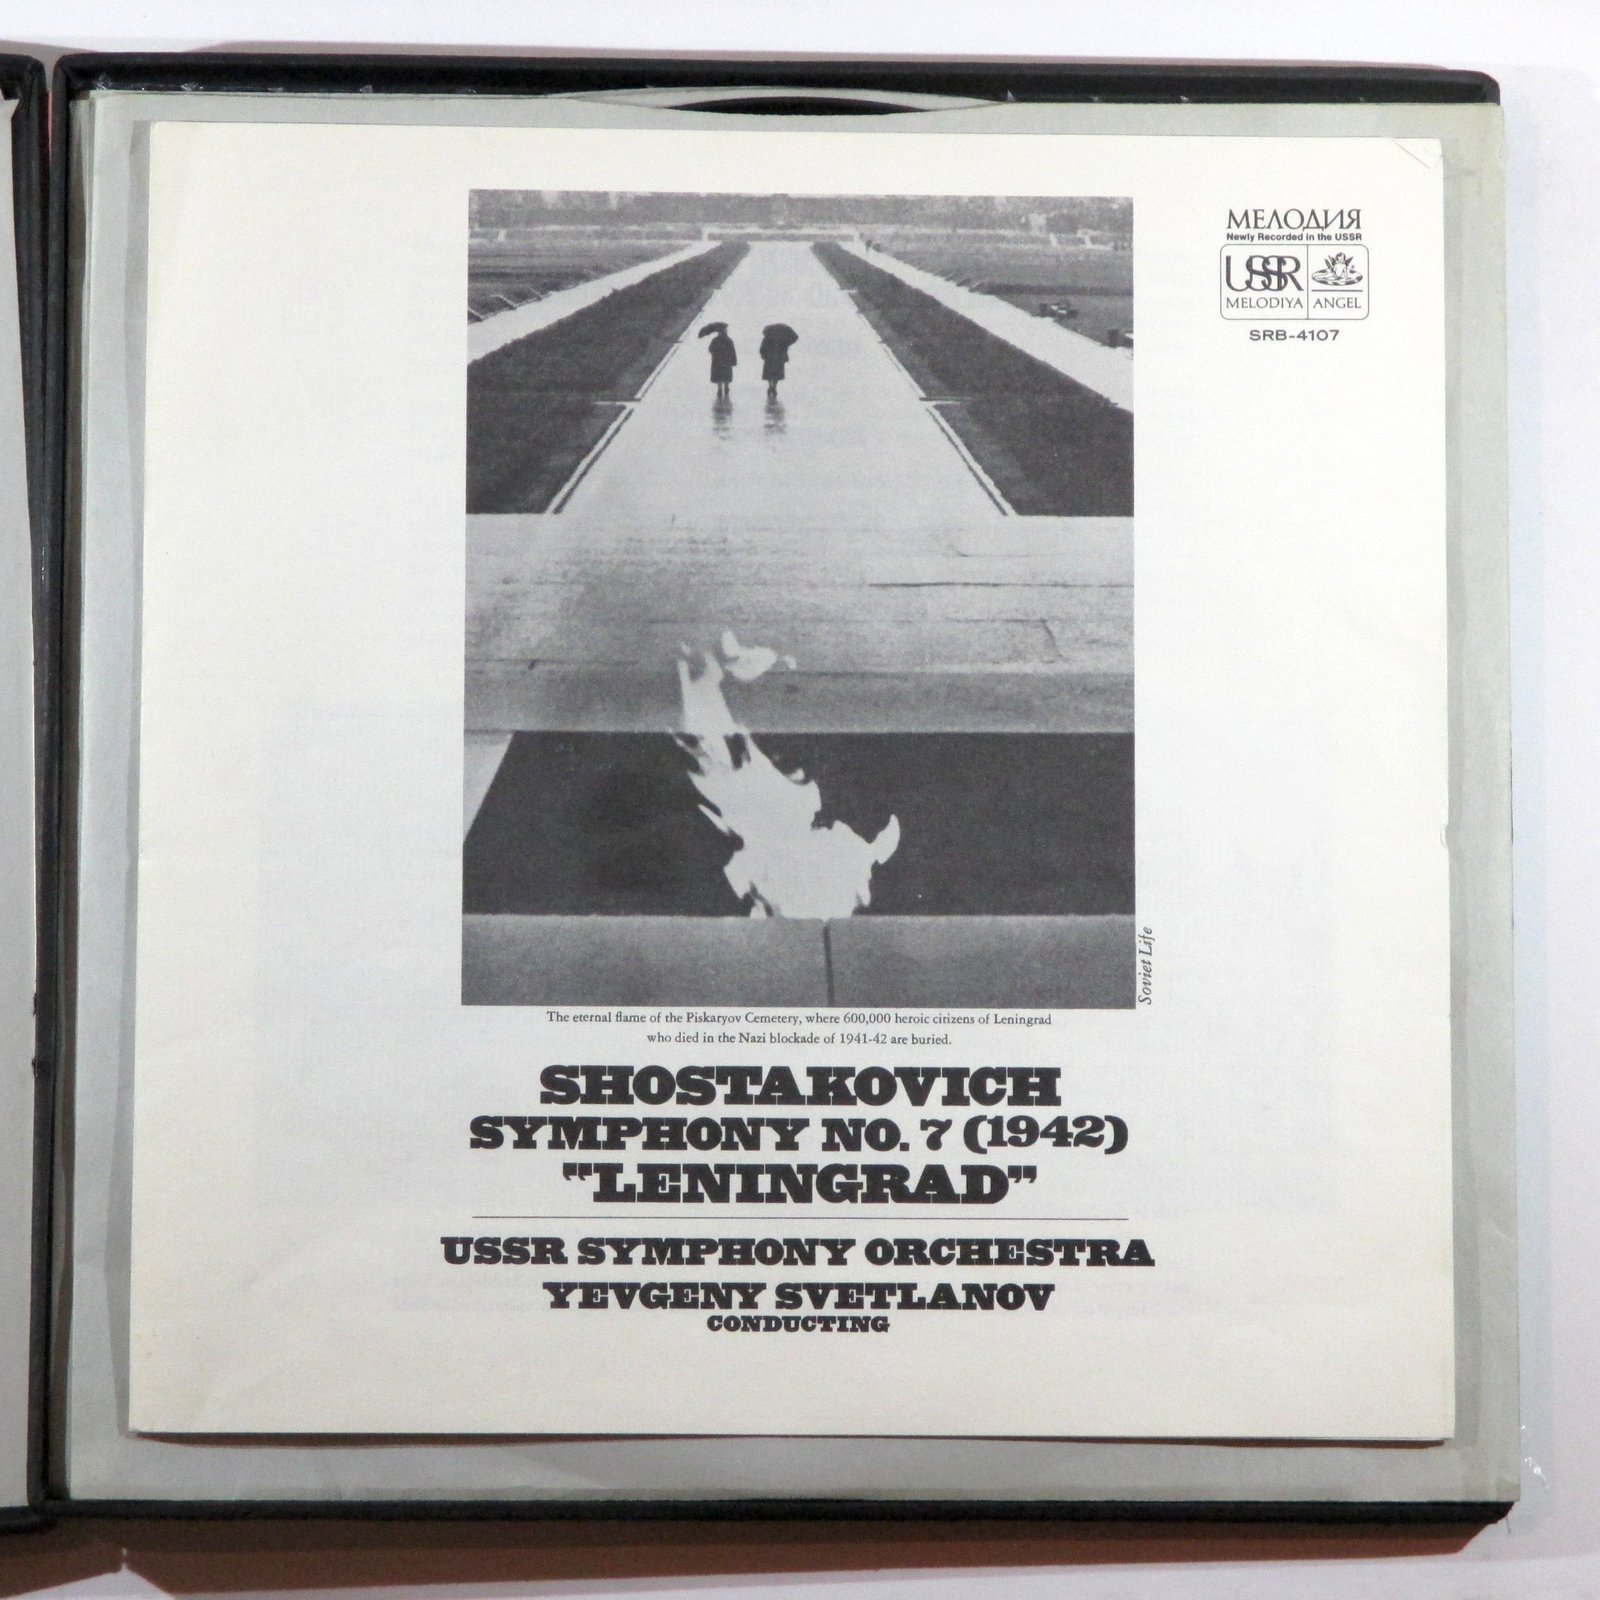 МЕЛОДИЯ
Newly Recorded in the USSR
USSR
MELODIYA ANGEL
SRB-4107
Soviet Life
The eternal flame of the Piskaryov Cemetery, where 600,000 heroic citizens of Leningrad
who died in the Nazi blockade of 1941-42 are buried.
SHOSTAKOVICH
SYMPHONY NO. 7 (1942)
"LENINGRAD"
USSR SYMPHONY ORCHESTRA
YEVGENY SVETLANOV
CONDUCTING